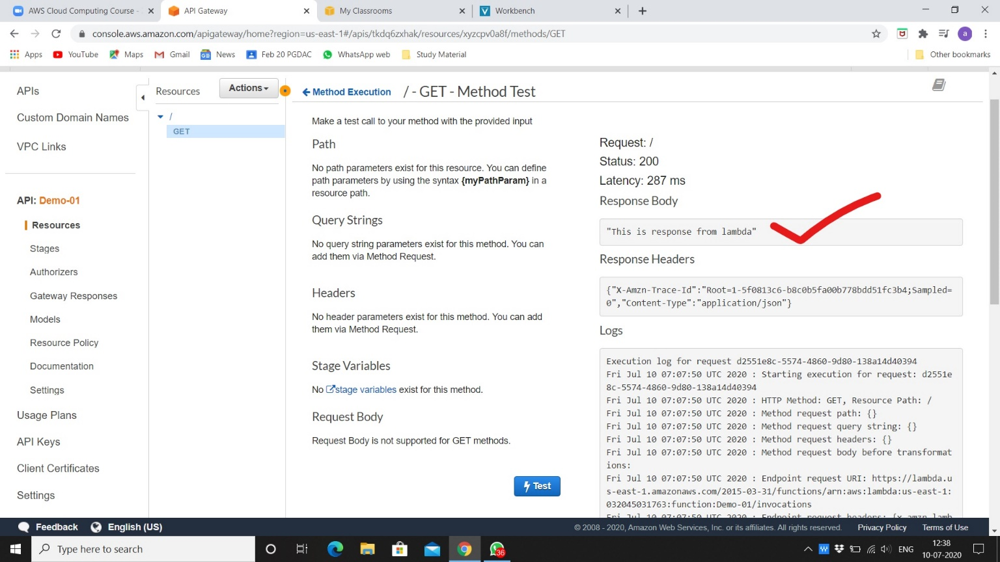 AWS Cloud Computing Course -
API Gateway
My Classrooms
Workbench
console.aws.amazon.com/apigateway/home?region=us-east-1#/apis/tkdq6zxhak/resources/xyzcpv0a8f/methods/GET
a
Apps
YouTube
Maps
Gmail
News
Feb 20 PGDAC
WhatsApp web
Study Material
Other bookmarks
APIs
Custom Domain Names
VPC Links
API: Demo-01
Resources
Stages
Authorizers
Gateway Responses
Models
Resource Policy
Documentation
Settings
Usage Plans
API Keys
Client Certificates
Settings
Resources
Actions
/
GET
Method Execution / - GET - Method Test
Make a test call to your method with the provided input
Path
No path parameters exist for this resource. You can define
path parameters by using the syntax {myPathParam} in a
resource path.
Query Strings
No query string parameters exist for this method. You can
add them via Method Request.
Headers
No header parameters exist for this method. You can add
them via Method Request.
Stage Variables
No stage variables exist for this method.
Request Body
Request Body is not supported for GET methods.
Test
Request: /
Status: 200
Latency: 287 ms
Response Body
"This is response from lambda"
Response Headers
{"X-Amzn-Trace-Id":"Root=1-5f0813c6-b8c0b5fa00b778bdd51fc3b4;Sampled=
0","Content-Type":"application/json"}
Logs
Execution log for request d2551e8c-5574-4860-9d80-138a14d40394
Fri Jul 10 07:07:50 UTC 2020 : Starting execution for request: d2551e
8c-5574-4860-9d80-138a14d40394
Fri Jul 10 07:07:50 UTC 2020 : HTTP Method: GET, Resource Path: /
Fri Jul 10 07:07:50 UTC 2020 : Method request path: {}
Fri Jul 10 07:07:50 UTC 2020 : Method request query string: {}
Fri Jul 10 07:07:50 UTC 2020 : Method request headers: {}
Fri Jul 10 07:07:50 UTC 2020 : Method request body before transformat
ions:
Fri Jul 10 07:07:50 UTC 2020 : Endpoint request URI: https://lambda.u
s-east-1.amazonaws.com/2015-03-31/functions/arn:aws:lambda:us-east-1:
032045031763:function:Demo-01/invocations
Fri Jul 10 07:07:50 UTC 2020 : Endpoint request headers: {x-amzn-lamb
Feedback
English (US)
© 2008 - 2020, Amazon Web Services, Inc. or its affiliates. All rights reserved.
Privacy Policy
Terms of Use
Type here to search
36
ENG
12:38
10-07-2020